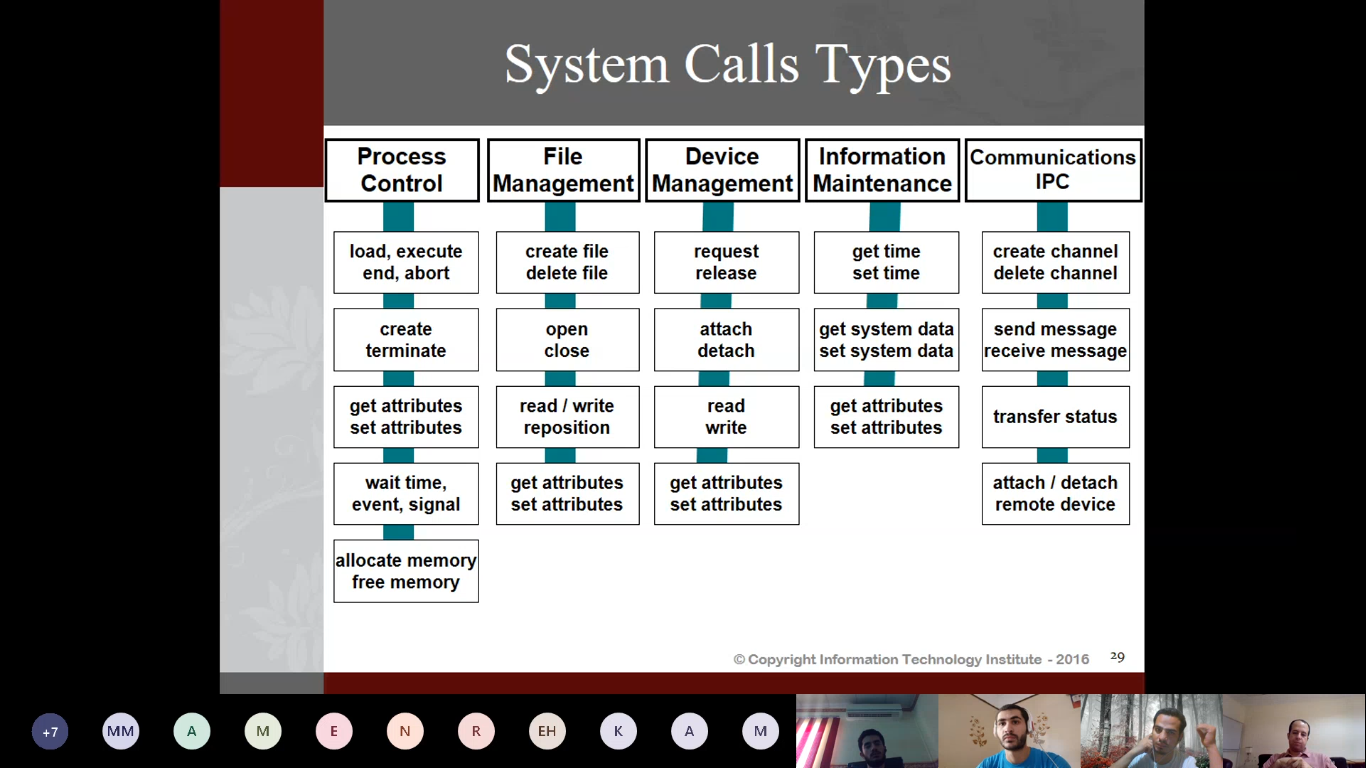 System Calls Types
Process
Control
File
Management
Device
Management
Information
Maintenance
Communications
IPC
load, execute
end, abort
create
terminate
get attributes
set attributes
wait time,
event, signal
allocate memory
free memory
create file
delete file
open
close
read / write
reposition
get attributes
set attributes
request
release
attach
detach
read
write
get attributes
set attributes
get time
set time
get system data
set system data
get attributes
set attributes
create channel
delete channel
send message
receive message
transfer status
attach / detach
remote device
© Copyright Information Technology Institute - 2016
29
+7
MM
A
M
E
N
R
EH
K
A
M